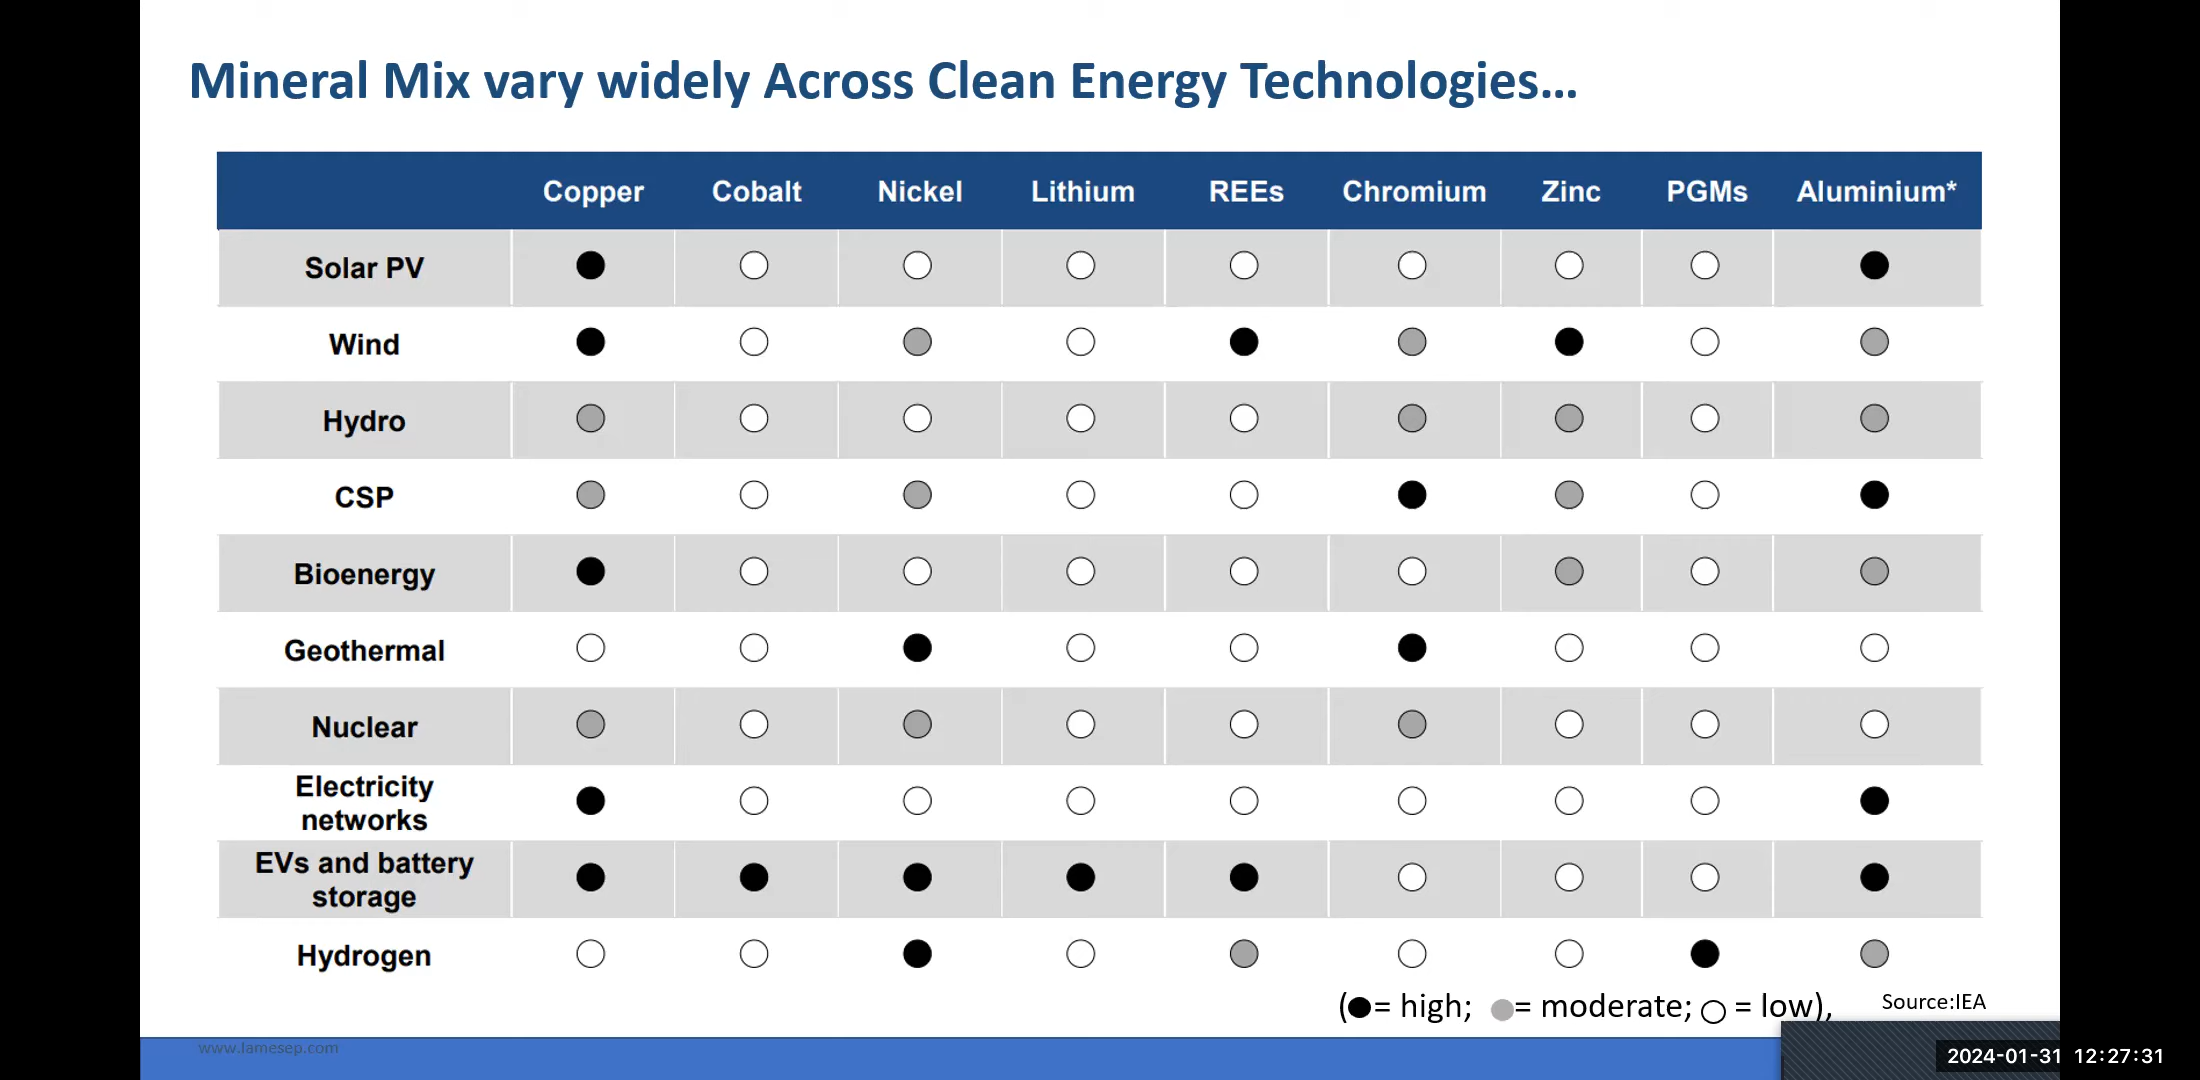 Mineral Mix vary widely Across Clean Energy Technologies...
Copper Cobalt Nickel Lithium REEs Chromium Zinc PGMs Aluminium*
Solar PV
Wind
Hydro
CSP
Bioenergy
Geothermal
Nuclear
Electricity
networks
EVs and battery
storage
Hydrogen
(●= high; ●= moderate; ○ = low),
Source:IEA
www.lamesep.com
2024-01-31 12:27:31